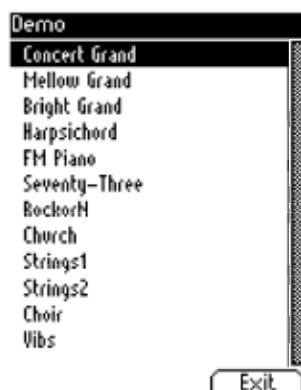 Demo
Concert Grand
Mellow Grand
Bright Grand
Harpsichord
FM Piano
Seventy-Three
RockorN
Church
Strings1
Strings2
Choir
Vibs
Exit